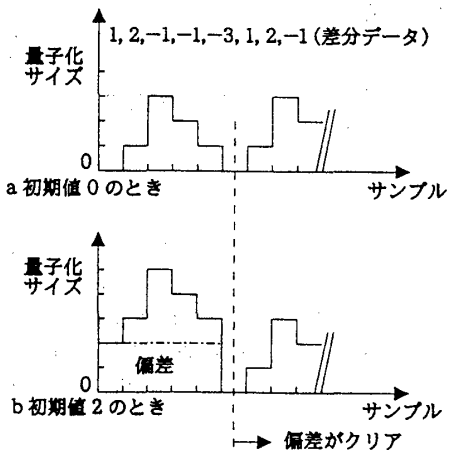 1, 2, −1, −1, −3, 1, 2, −1 (差分データ)
量子化
サイズ
0
サンプル
a 初期値 0 のとき
量子化
サイズ
偏差
0
サンプル
b 初期値 2 のとき
偏差がクリア